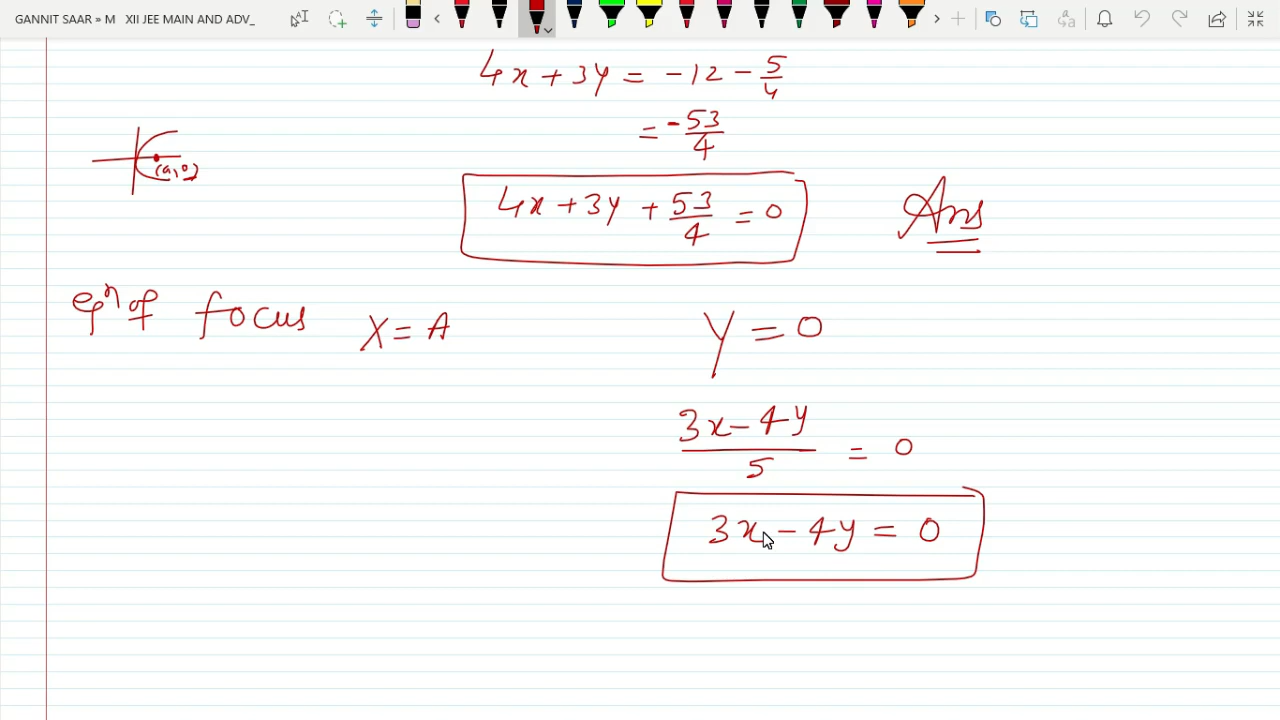 GANNIT SAAR » M XII JEE MAIN AND ADV_
4x + 3y = -12 - 5/4
= -53/4
(a,0)
4x + 3y + 53/4 = 0
Ans
eqⁿ of focus X = A
Y = 0
3x - 4y / 5 = 0
3x - 4y = 0